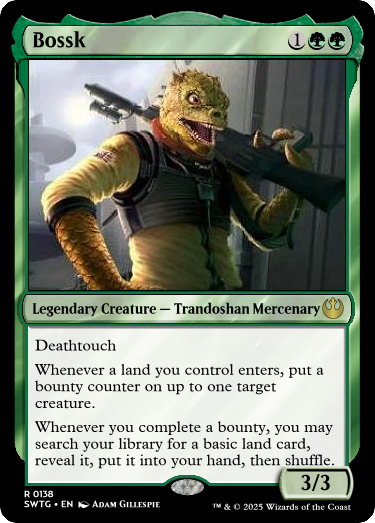 Bossk 1
Legendary Creature — Trandoshan Mercenary
Deathtouch
Whenever a land you control enters, put a
bounty counter on up to one target
creature.
Whenever you complete a bounty, you may
search your library for a basic land card,
reveal it, put it into your hand, then shuffle.
3/3
R 0138
SWTG • EN Adam Gillespie
™ & © 2025 Wizards of the Coast